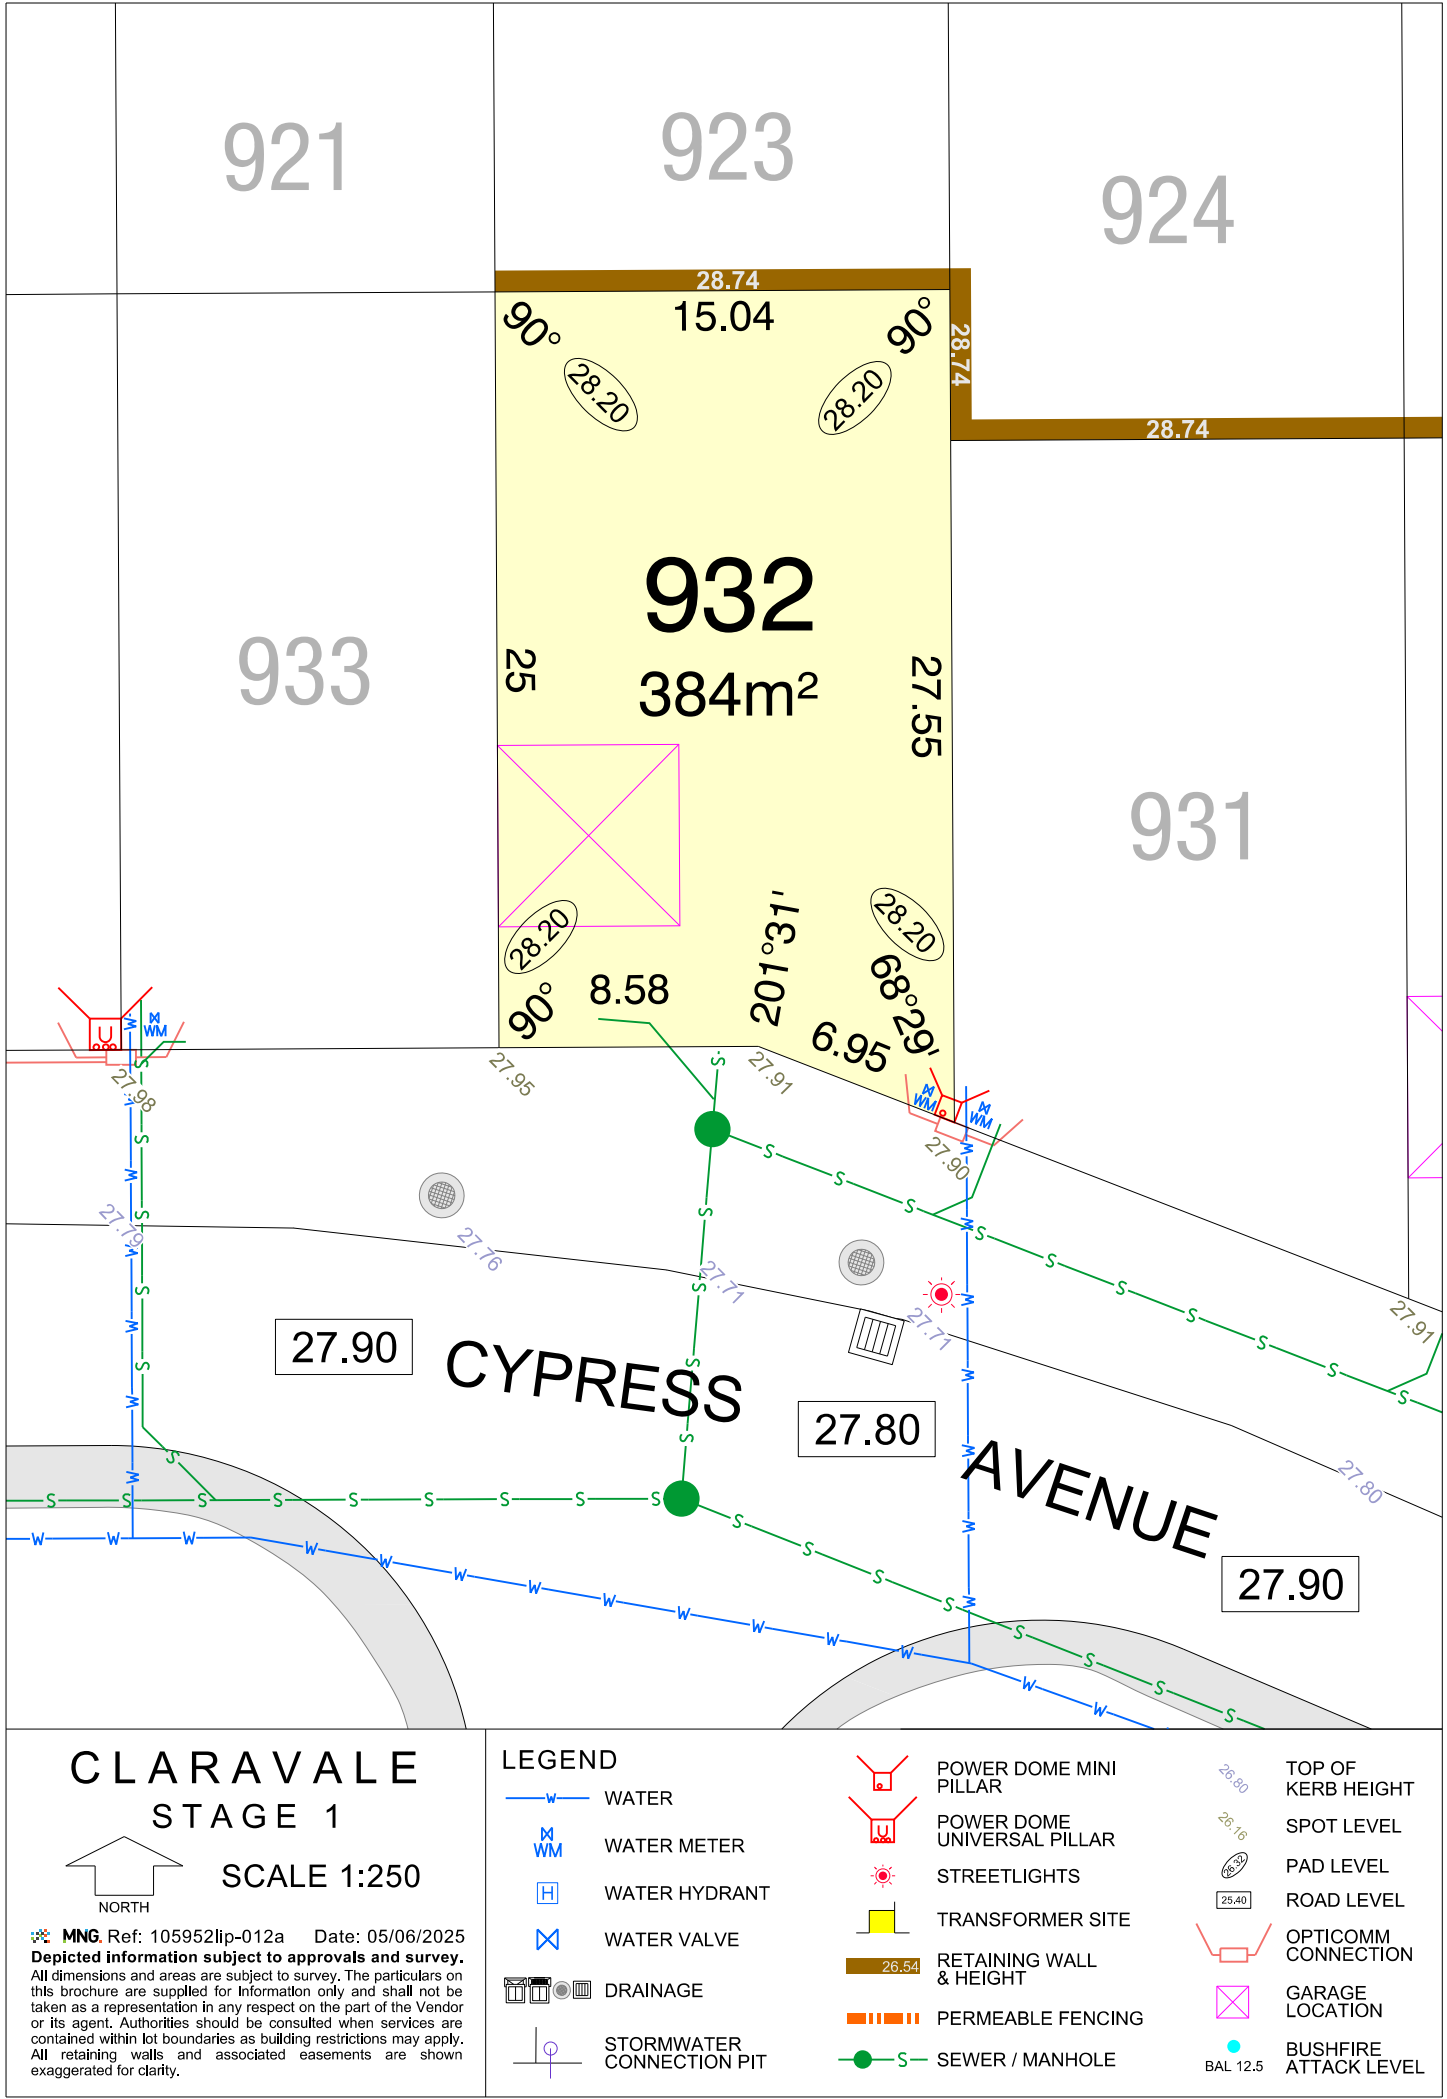 921
923
924
28.74
15.04
90°
90°
28.74
28.20
28.20
28.74
932
384m²
933
25
27.55
931
28.20
28.20
201°31'
68°29'
90°
8.58
6.95
WM
27.98
27.95
27.91
WM
WM
27.90
27.79
27.76
27.71
27.71
27.91
27.90
CYPRESS
27.80
AVENUE
27.80
27.90
CLARAVALE
STAGE 1
SCALE 1:250
NORTH
MNG Ref: 105952lip-012a Date: 05/06/2025
Depicted information subject to approvals and survey.
All dimensions and areas are subject to survey. The particulars on
this brochure are supplied for information only and shall not be
taken as a representation in any respect on the part of the Vendor
or its agent. Authorities should be consulted when services are
contained within lot boundaries as building restrictions may apply.
All retaining walls and associated easements are shown
exaggerated for clarity.
LEGEND
W WATER
WM WATER METER
H WATER HYDRANT
WATER VALVE
DRAINAGE
STORMWATER
CONNECTION PIT
POWER DOME MINI
PILLAR
POWER DOME
UNIVERSAL PILLAR
STREETLIGHTS
TRANSFORMER SITE
26.54 RETAINING WALL
& HEIGHT
PERMEABLE FENCING
S SEWER / MANHOLE
26.80 TOP OF
KERB HEIGHT
26.16 SPOT LEVEL
26.32 PAD LEVEL
25.40 ROAD LEVEL
OPTICOMM
CONNECTION
GARAGE
LOCATION
BAL 12.5 BUSHFIRE
ATTACK LEVEL